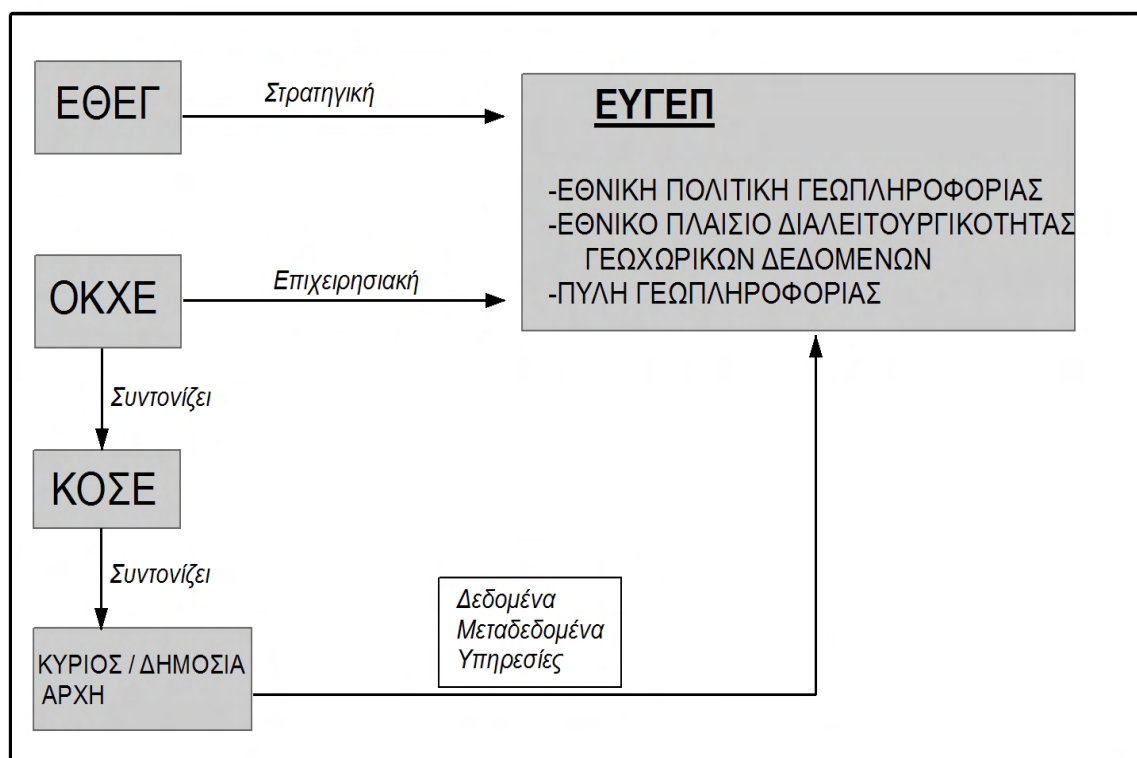 ΕΘΕΓ
Στρατηγική
ΕΥΓΕΠ
-ΕΘΝΙΚΗ ΠΟΛΙΤΙΚΗ ΓΕΩΠΛΗΡΟΦΟΡΙΑΣ
-ΕΘΝΙΚΟ ΠΛΑΙΣΙΟ ΔΙΑΛΕΙΤΟΥΡΓΙΚΟΤΗΤΑΣ
ΓΕΩΧΩΡΙΚΩΝ ΔΕΔΟΜΕΝΩΝ
-ΠΥΛΗ ΓΕΩΠΛΗΡΟΦΟΡΙΑΣ
ΟΚΧΕ
Επιχειρησιακή
Συντονίζει
ΚΟΣΕ
Συντονίζει
ΚΥΡΙΟΣ / ΔΗΜΟΣΙΑ
ΑΡΧΗ
Δεδομένα
Μεταδεδομένα
Υπηρεσίες